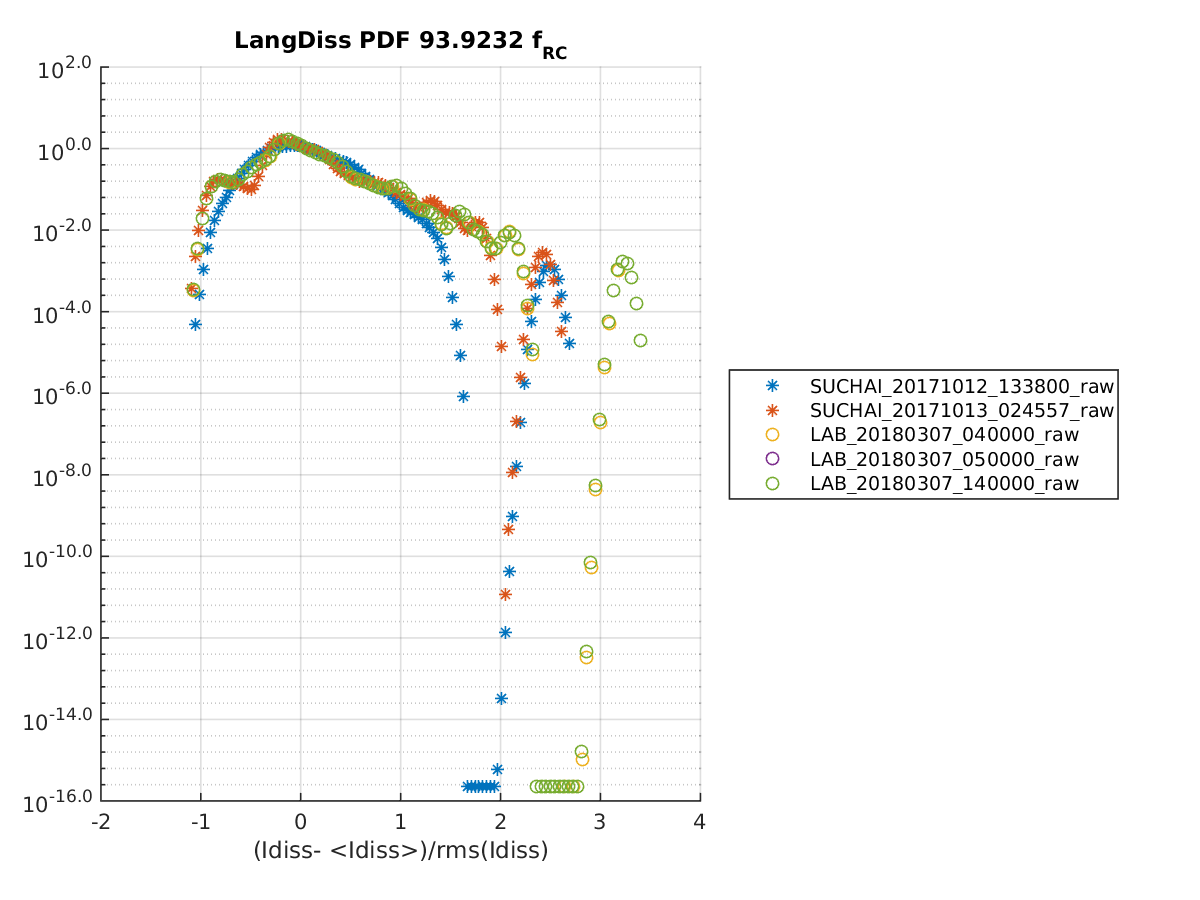 LangDiss PDF 93.9232 f_RC
10^2.0
10^0.0
10^-2.0
10^-4.0
10^-6.0
10^-8.0
10^-10.0
10^-12.0
10^-14.0
10^-16.0
-2 -1 0 1 2 3 4
(Idiss- <Idiss>)/rms(Idiss)
SUCHAI_20171012_133800_raw
SUCHAI_20171013_024557_raw
LAB_20180307_040000_raw
LAB_20180307_050000_raw
LAB_20180307_140000_raw